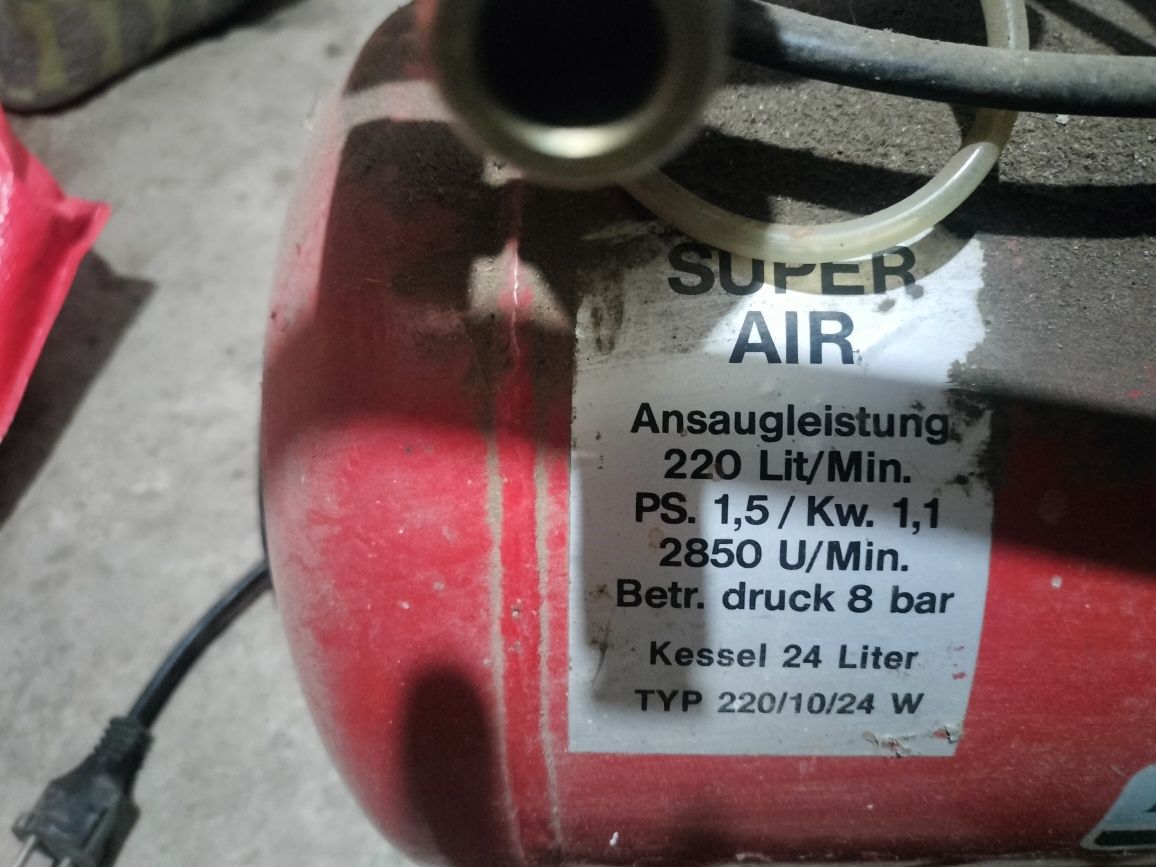 SUPER
AIR
Ansaugleistung
220 Lit/Min.
PS. 1,5 / Kw. 1,1
2850 U/Min.
Betr. druck 8 bar
Kessel 24 Liter
TYP 220/10/24 W